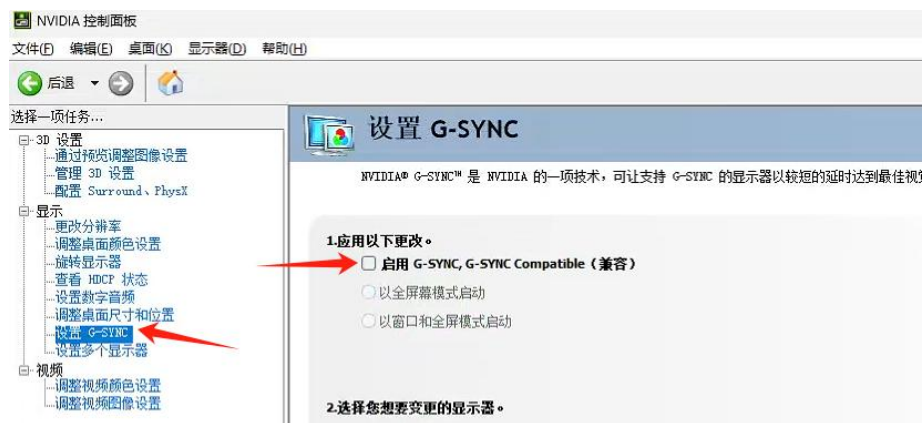 NVIDIA 控制面板
文件(F) 编辑(E) 桌面(K) 显示器(D) 帮助(H)
后退
选择一项任务...
3D 设置
通过预览调整图像设置
管理 3D 设置
配置 Surround、PhysX
显示
更改分辨率
调整桌面颜色设置
旋转显示器
查看 HDCP 状态
设置数字音频
调整桌面尺寸和位置
设置 G-SYNC
设置多个显示器
视频
调整视频颜色设置
调整视频图像设置
设置 G-SYNC
NVIDIA® G-SYNC™ 是 NVIDIA 的一项技术，可让支持 G-SYNC 的显示器以较短的延时达到最佳视
1.应用以下更改。
启用 G-SYNC, G-SYNC Compatible（兼容）
以全屏幕模式启动
以窗口和全屏模式启动
2.选择您想要变更的显示器。